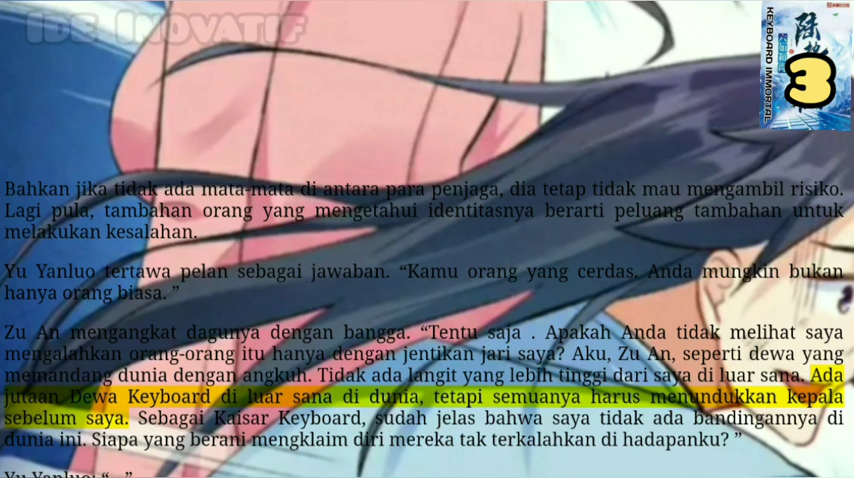 IDE INOVATIF
KEYBOARD IMMORTAL
3
Bahkan jika tidak ada mata-mata di antara para penjaga, dia tetap tidak mau mengambil risiko.
Lagi pula, tambahan orang yang mengetahui identitasnya berarti peluang tambahan untuk
melakukan kesalahan.
Yu Yanluo tertawa pelan sebagai jawaban. “Kamu orang yang cerdas. Anda mungkin bukan
hanya orang biasa. ”
Zu An mengangkat dagunya dengan bangga. “Tentu saja . Apakah Anda tidak melihat saya
mengalahkan orang-orang itu hanya dengan jentikan jari saya? Aku, Zu An, seperti dewa yang
memandang dunia dengan angkuh. Tidak ada langit yang lebih tinggi dari saya di luar sana. Ada
jutaan Dewa Keyboard di luar sana di dunia, tetapi semuanya harus menundukkan kepala
sebelum saya. Sebagai Kaisar Keyboard, sudah jelas bahwa saya tidak ada bandingannya di
dunia ini. Siapa yang berani mengklaim diri mereka tak terkalahkan di hadapanku? ”
Yu Yanluo: “…”